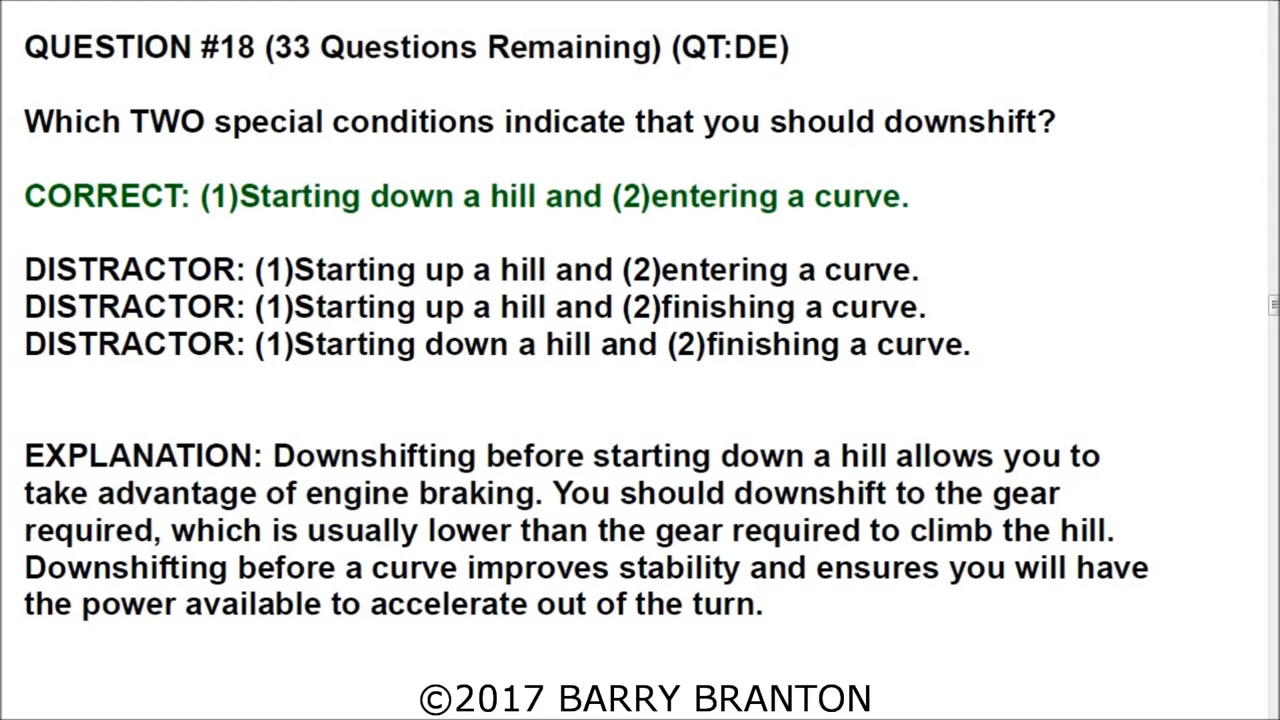 QUESTION #18 (33 Questions Remaining) (QT:DE)
Which TWO special conditions indicate that you should downshift?
CORRECT: (1)Starting down a hill and (2)entering a curve.
DISTRACTOR: (1)Starting up a hill and (2)entering a curve.
DISTRACTOR: (1)Starting up a hill and (2)finishing a curve.
DISTRACTOR: (1)Starting down a hill and (2)finishing a curve.
EXPLANATION: Downshifting before starting down a hill allows you to
take advantage of engine braking. You should downshift to the gear
required, which is usually lower than the gear required to climb the hill.
Downshifting before a curve improves stability and ensures you will have
the power available to accelerate out of the turn.
©2017 BARRY BRANTON